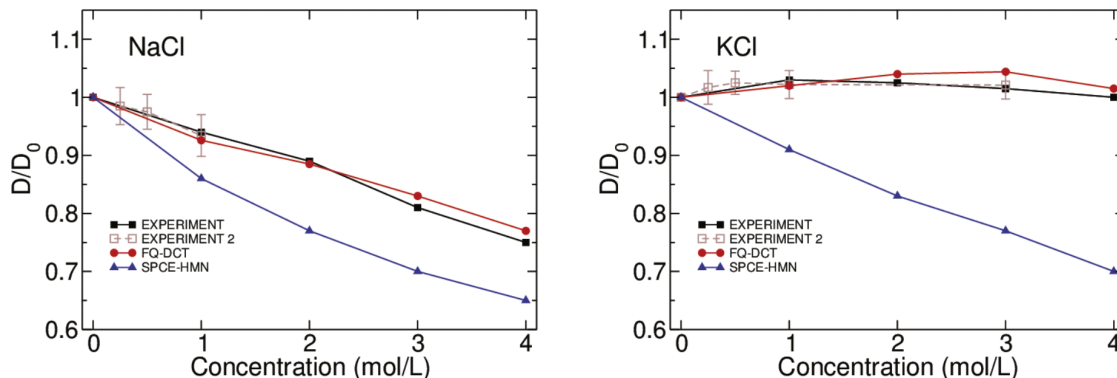 NaCl
1.1
1
0.9
0.8
0.7
0.6
D/D0
EXPERIMENT
EXPERIMENT 2
FQ-DCT
SPCE-HMN
0 1 2 3 4
Concentration (mol/L)
KCl
1.1
1
0.9
0.8
0.7
0.6
D/D0
EXPERIMENT
EXPERIMENT 2
FQ-DCT
SPCE-HMN
0 1 2 3 4
Concentration (mol/L)